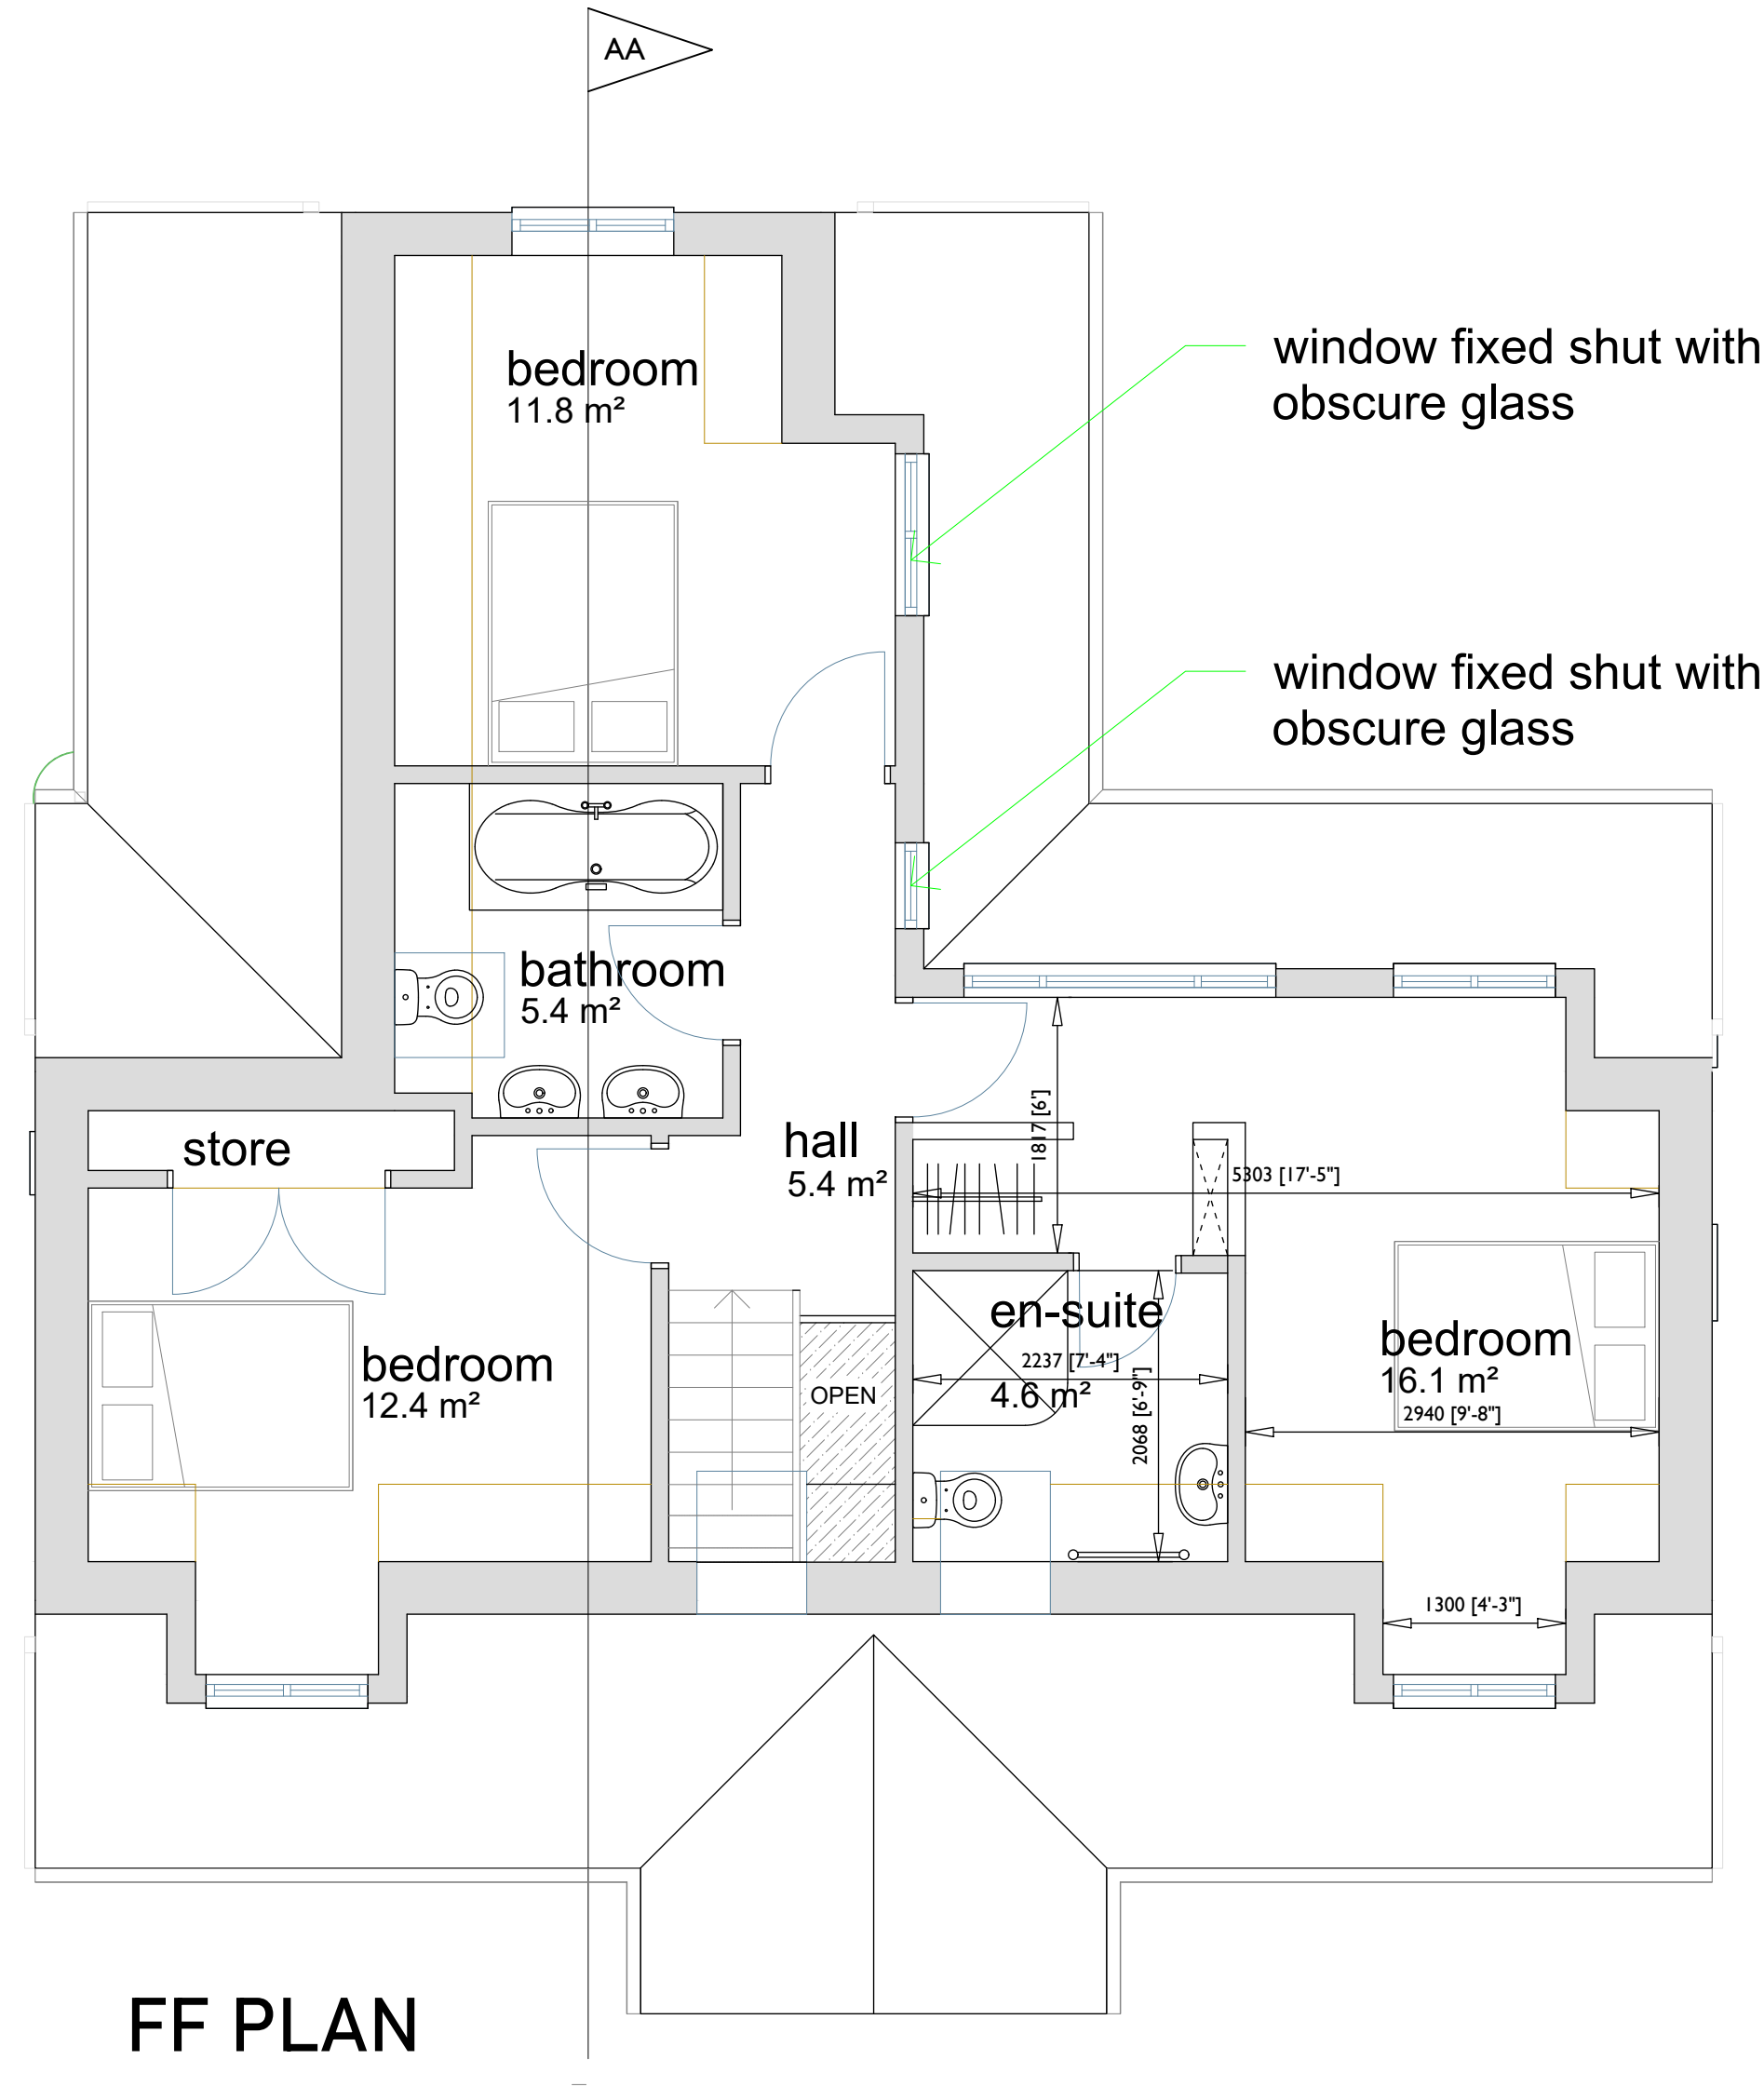 AA
bedroom
11.8 m²
window fixed shut with
obscure glass
window fixed shut with
obscure glass
bathroom
5.4 m²
store
hall
5.4 m²
1817 [6']
5303 [17'-5"]
en-suite
2237 [7'-4"]
4.6 m²
2068 [6'-9"]
bedroom
16.1 m²
2940 [9'-8"]
bedroom
12.4 m²
OPEN
1300 [4'-3"]
FF PLAN